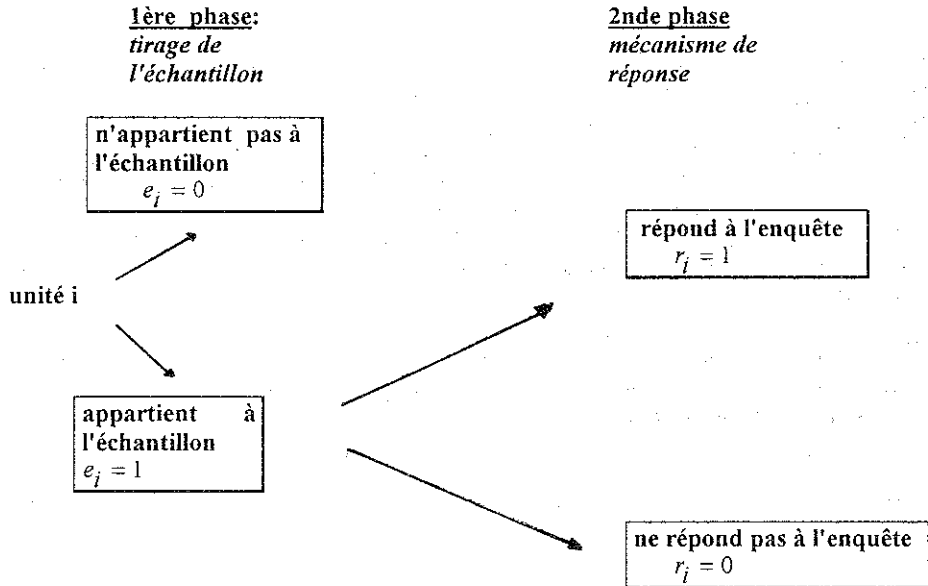 1ère phase:
tirage de
l'échantillon
2nde phase
mécanisme de
réponse
n'appartient pas à
l'échantillon
e_i = 0
répond à l'enquête
r_i = 1
unité i
appartient à
l'échantillon
e_i = 1
ne répond pas à l'enquête
r_i = 0